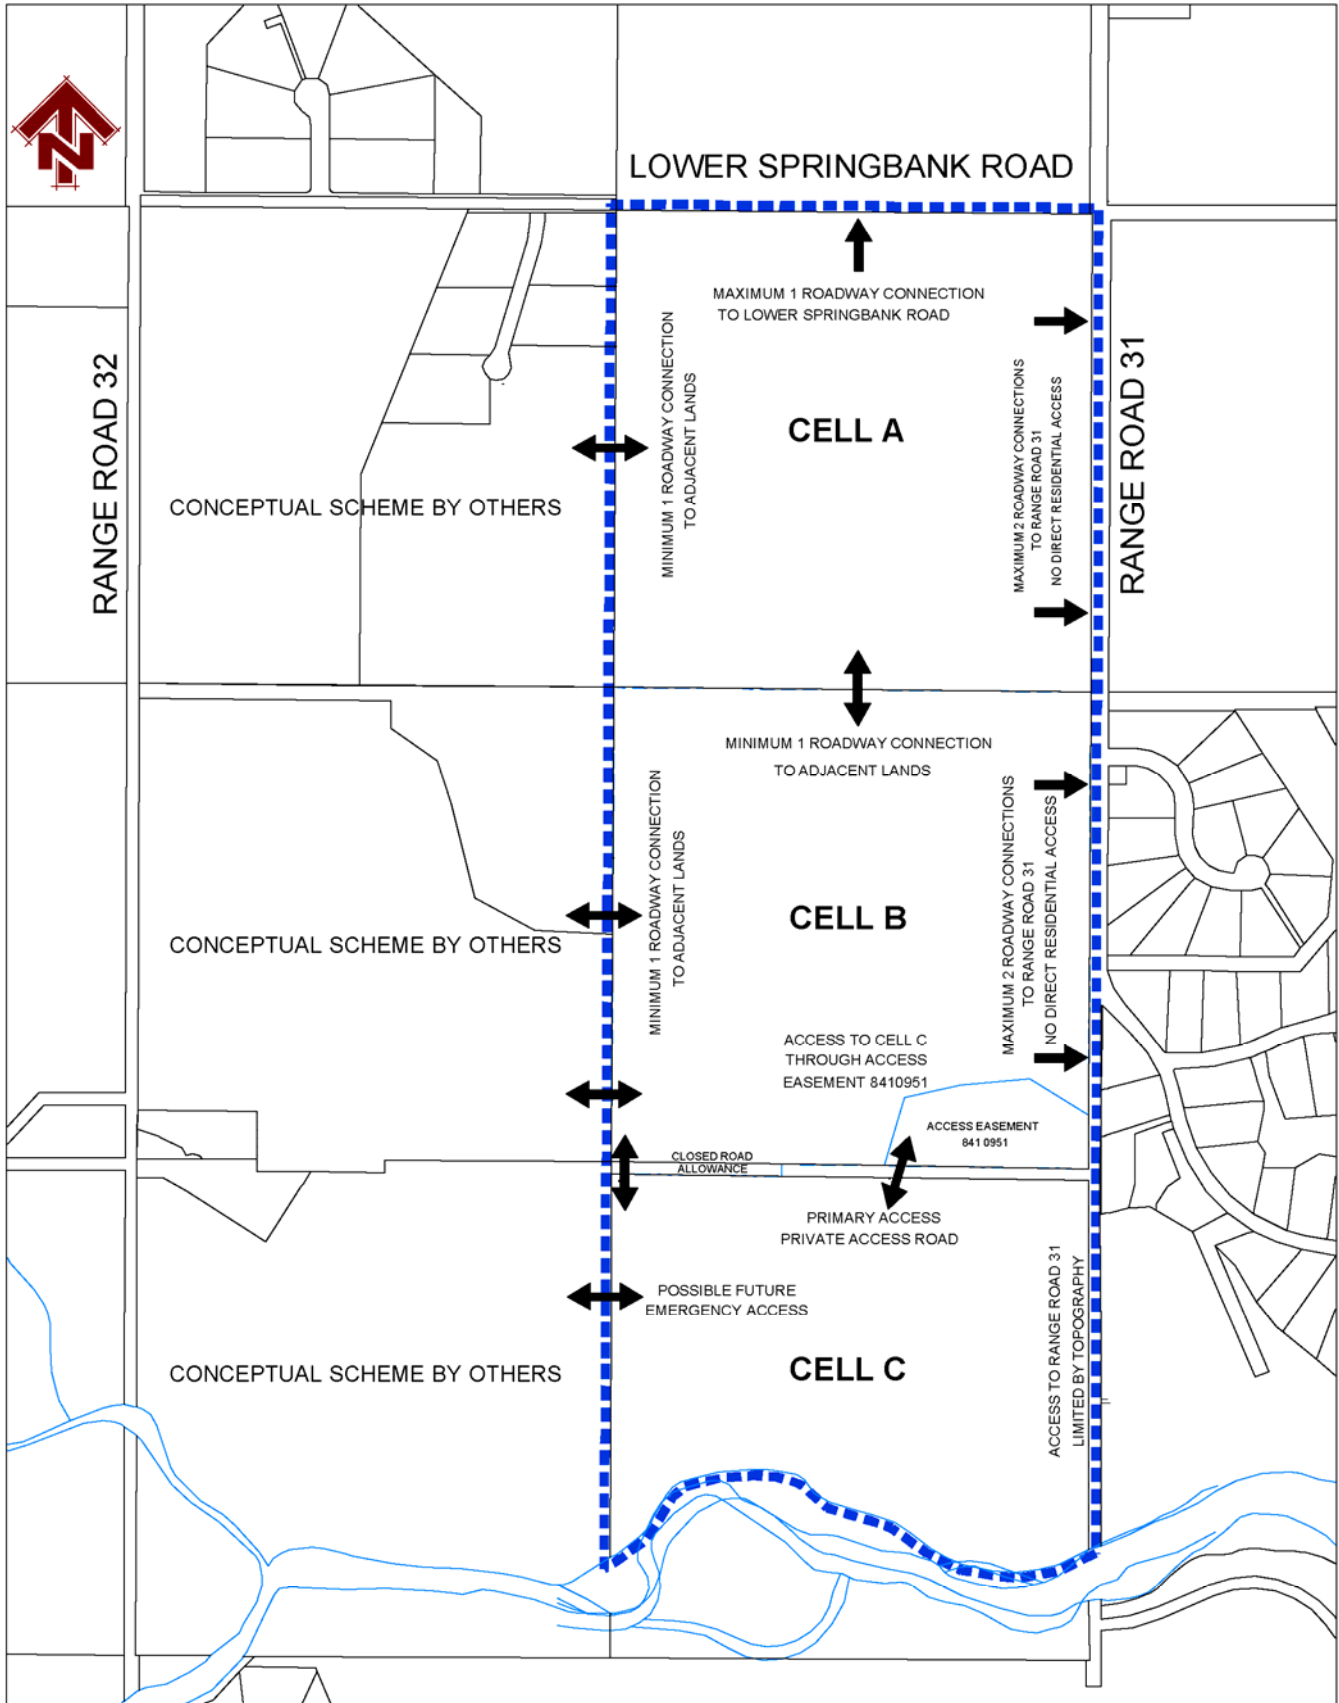 N
LOWER SPRINGBANK ROAD
MAXIMUM 1 ROADWAY CONNECTION
TO LOWER SPRINGBANK ROAD
RANGE ROAD 32
MINIMUM 1 ROADWAY CONNECTION
TO ADJACENT LANDS
CELL A
MAXIMUM 2 ROADWAY CONNECTIONS
TO RANGE ROAD 31
NO DIRECT RESIDENTIAL ACCESS
RANGE ROAD 31
CONCEPTUAL SCHEME BY OTHERS
MINIMUM 1 ROADWAY CONNECTION
TO ADJACENT LANDS
MINIMUM 1 ROADWAY CONNECTION
TO ADJACENT LANDS
CELL B
MAXIMUM 2 ROADWAY CONNECTIONS
TO RANGE ROAD 31
NO DIRECT RESIDENTIAL ACCESS
CONCEPTUAL SCHEME BY OTHERS
ACCESS TO CELL C
THROUGH ACCESS
EASEMENT 8410951
ACCESS EASEMENT
841 0951
CLOSED ROAD
ALLOWANCE
PRIMARY ACCESS
PRIVATE ACCESS ROAD
POSSIBLE FUTURE
EMERGENCY ACCESS
ACCESS TO RANGE ROAD 31
LIMITED BY TOPOGRAPHY
CONCEPTUAL SCHEME BY OTHERS
CELL C